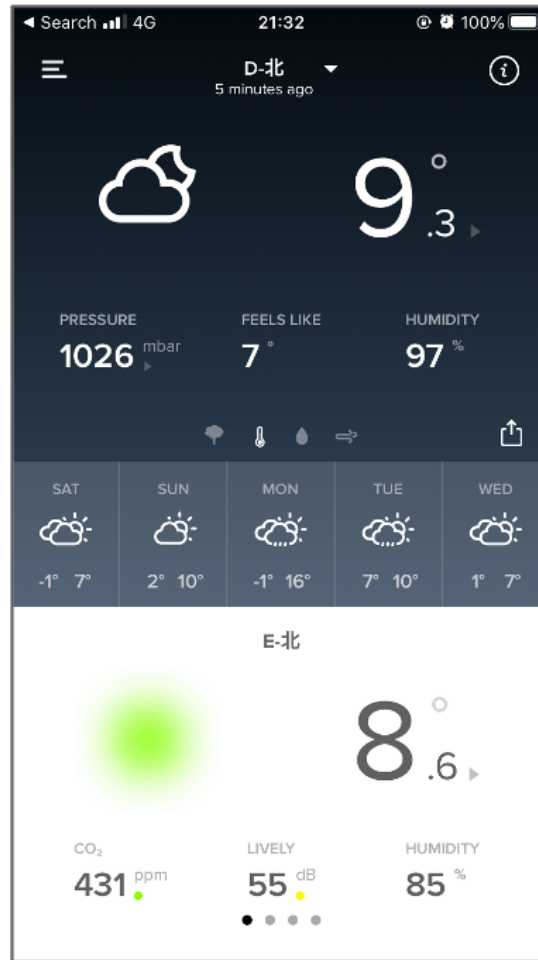 ◀ Search 4G 21:32 100%
D-北
5 minutes ago
9°.3
PRESSURE FEELS LIKE HUMIDITY
1026 mbar 7° 97 %
SAT SUN MON TUE WED
-1° 7° 2° 10° -1° 16° 7° 10° 1° 7°
E-北
8°.6
CO₂ LIVELY HUMIDITY
431 ppm 55 dB 85 %